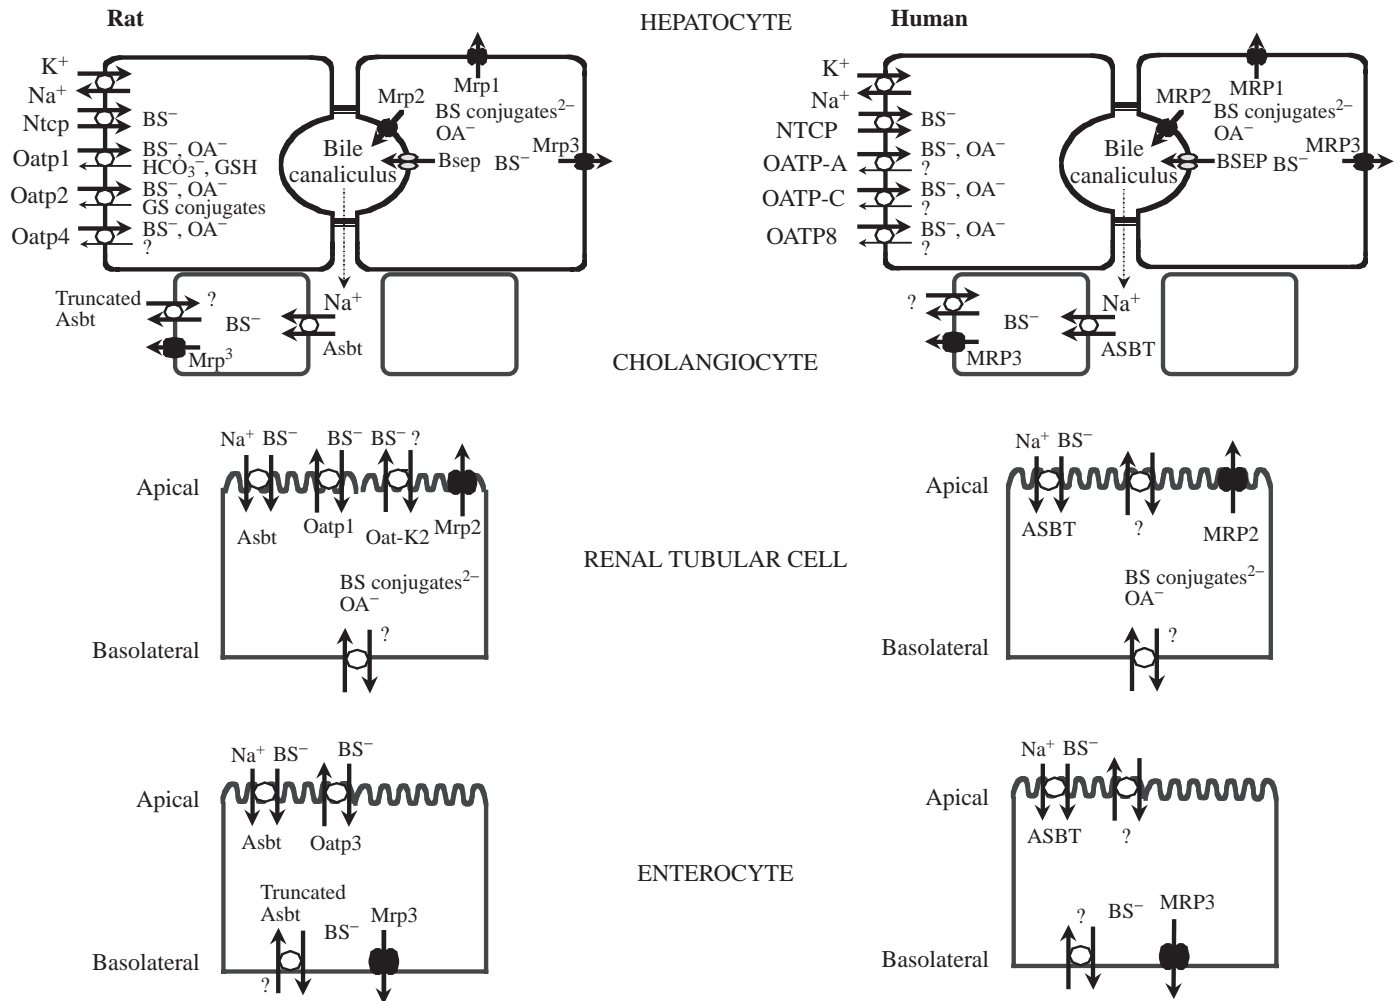 Rat
HEPATOCYTE
Human
K⁺
Na⁺
Ntcp
Oatp1
Oatp2
Oatp4
BS⁻
BS⁻, OA⁻
HCO₃⁻, GSH
BS⁻, OA⁻
GS conjugates
BS⁻, OA⁻
?
Bile
canaliculus
Mrp2
Mrp1
BS conjugates²⁻
OA⁻
Bsep
BS⁻
Mrp3
K⁺
Na⁺
NTCP
OATP-A
OATP-C
OATP8
BS⁻
BS⁻, OA⁻
?
BS⁻, OA⁻
?
BS⁻, OA⁻
?
Bile
canaliculus
MRP2
MRP1
BS conjugates²⁻
OA⁻
BSEP
BS⁻
MRP3
Truncated
Asbt
?
BS⁻
Na⁺
Asbt
Mrp³
?
BS⁻
Na⁺
ASBT
MRP3
CHOLANGIOCYTE
Na⁺ BS⁻
BS⁻
BS⁻ ?
Apical
Asbt
Oatp1
Oat-K2
Mrp2
BS conjugates²⁻
OA⁻
?
Basolateral
RENAL TUBULAR CELL
Na⁺ BS⁻
Apical
ASBT
?
MRP2
BS conjugates²⁻
OA⁻
?
Basolateral
Na⁺ BS⁻
BS⁻
Apical
Asbt
Oatp3
Truncated
Asbt
BS⁻
Mrp3
?
Basolateral
ENTEROCYTE
Na⁺ BS⁻
Apical
ASBT
?
?
BS⁻
MRP3
Basolateral